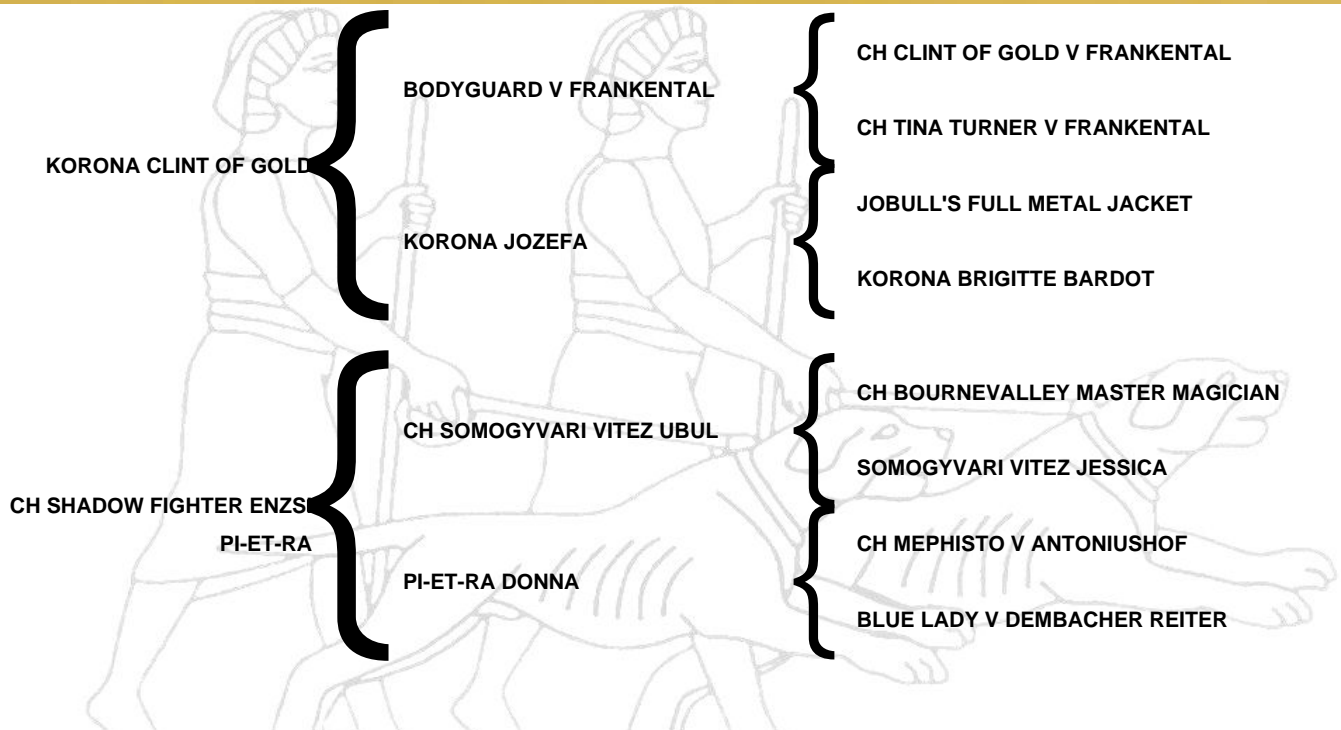 CH CLINT OF GOLD V FRANKENTAL
BODYGUARD V FRANKENTAL
CH TINA TURNER V FRANKENTAL
KORONA CLINT OF GOLD
JOBULL'S FULL METAL JACKET
KORONA JOZEFA
KORONA BRIGITTE BARDOT
CH BOURNEVALLEY MASTER MAGICIAN
CH SOMOGYVARI VITEZ UBUL
SOMOGYVARI VITEZ JESSICA
CH SHADOW FIGHTER ENZSI
PI-ET-RA
CH MEPHISTO V ANTONIUSHOF
PI-ET-RA DONNA
BLUE LADY V DEMBACHER REITER